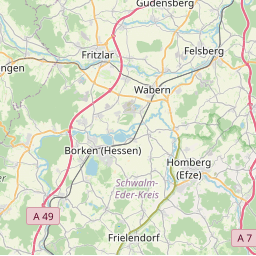 Gudensberg
Fritzlar
Felsberg
ngen
Wabern
Borken (Hessen)
Homberg
(Efze)
Schwalm-
Eder-Kreis
A 49
A 7
Frielendorf